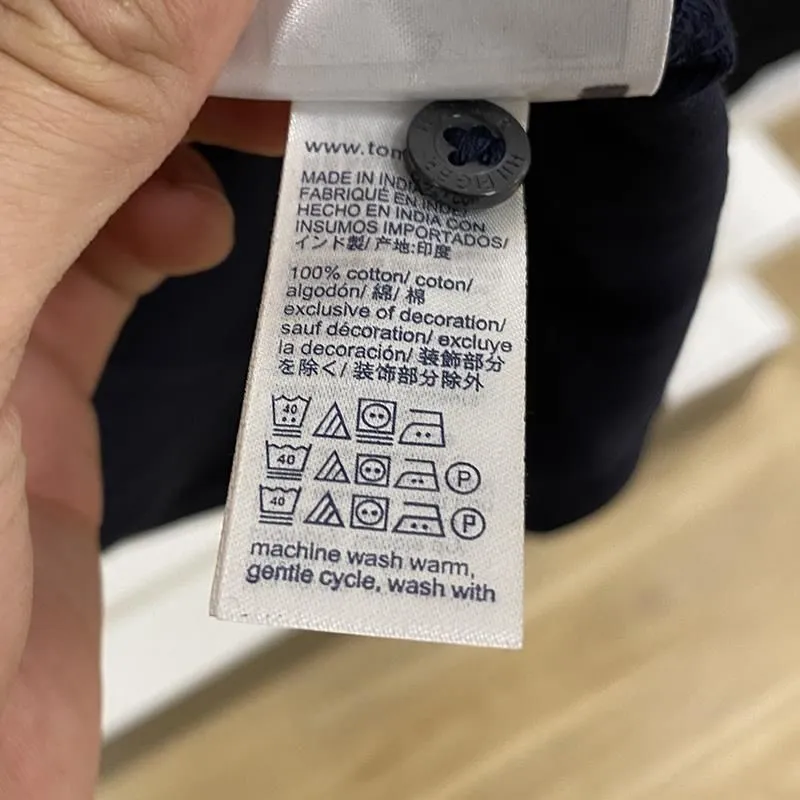 www.tom
HILFIGER
MADE IN INDIA
FABRIQUÉ EN INDE/
HECHO EN INDIA CON
INSUMOS IMPORTADOS/
インド製/ 产地:印度
100% cotton/ coton/
algodón/ 綿/ 棉
exclusive of decoration/
sauf décoration/ excluye
la decoración/ 装飾部分
を除く/ 装饰部分除外
40
40 P
40 P
machine wash warm,
gentle cycle, wash with